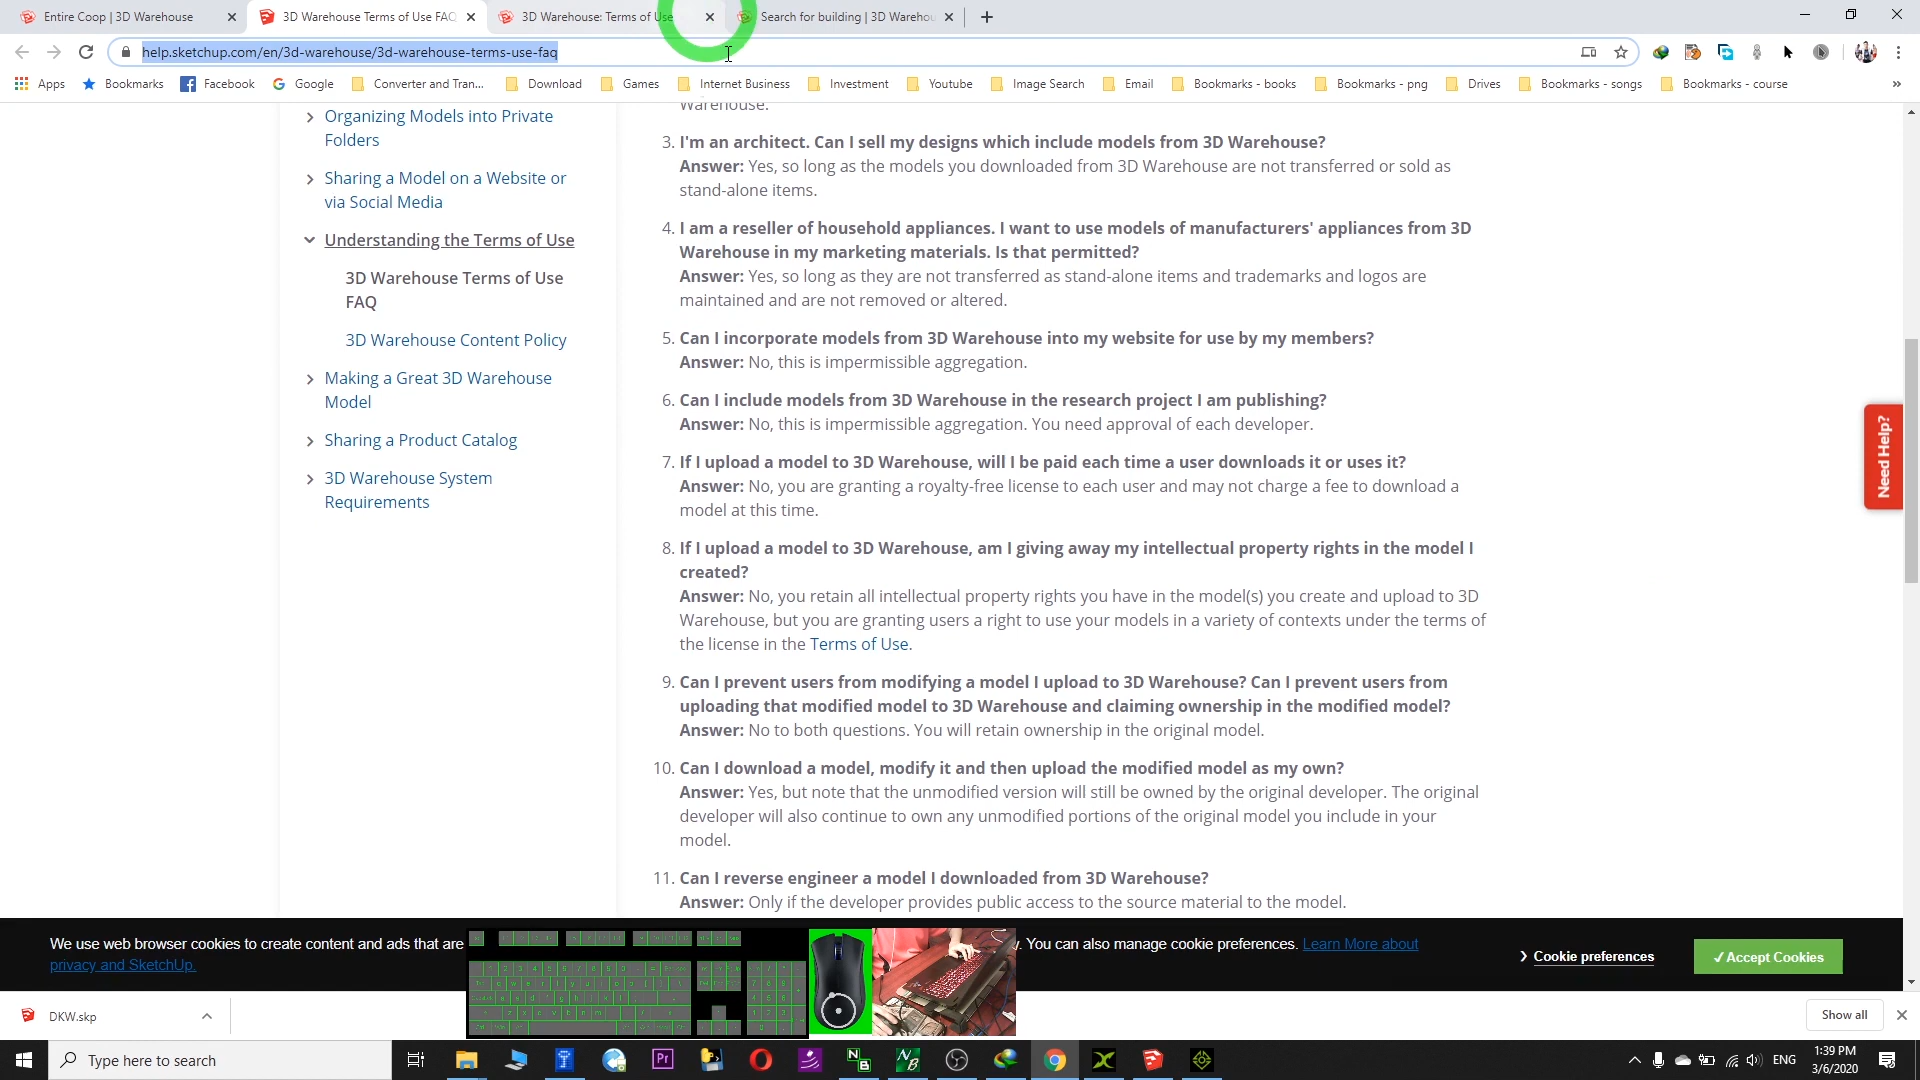 Entire Coop | 3D Warehouse
3D Warehouse Terms of Use FAQ
3D Warehouse: Terms of Use
Search for building | 3D Warehou
help.sketchup.com/en/3d-warehouse/3d-warehouse-terms-use-faq
Apps
Bookmarks
Facebook
Google
Converter and Tran...
Download
Games
Internet Business
Investment
Youtube
Image Search
Email
Bookmarks - books
Bookmarks - png
Drives
Bookmarks - songs
Bookmarks - course
»
Organizing Models into Private
Folders
Sharing a Model on a Website or
via Social Media
Understanding the Terms of Use
3D Warehouse Terms of Use
FAQ
3D Warehouse Content Policy
Making a Great 3D Warehouse
Model
Sharing a Product Catalog
3D Warehouse System
Requirements
Warehouse.
3. I'm an architect. Can I sell my designs which include models from 3D Warehouse?
Answer: Yes, so long as the models you downloaded from 3D Warehouse are not transferred or sold as
stand-alone items.
4. I am a reseller of household appliances. I want to use models of manufacturers' appliances from 3D
Warehouse in my marketing materials. Is that permitted?
Answer: Yes, so long as they are not transferred as stand-alone items and trademarks and logos are
maintained and are not removed or altered.
5. Can I incorporate models from 3D Warehouse into my website for use by my members?
Answer: No, this is impermissible aggregation.
6. Can I include models from 3D Warehouse in the research project I am publishing?
Answer: No, this is impermissible aggregation. You need approval of each developer.
7. If I upload a model to 3D Warehouse, will I be paid each time a user downloads it or uses it?
Answer: No, you are granting a royalty-free license to each user and may not charge a fee to download a
model at this time.
8. If I upload a model to 3D Warehouse, am I giving away my intellectual property rights in the model I
created?
Answer: No, you retain all intellectual property rights you have in the model(s) you create and upload to 3D
Warehouse, but you are granting users a right to use your models in a variety of contexts under the terms of
the license in the Terms of Use.
9. Can I prevent users from modifying a model I upload to 3D Warehouse? Can I prevent users from
uploading that modified model to 3D Warehouse and claiming ownership in the modified model?
Answer: No to both questions. You will retain ownership in the original model.
10. Can I download a model, modify it and then upload the modified model as my own?
Answer: Yes, but note that the unmodified version will still be owned by the original developer. The original
developer will also continue to own any unmodified portions of the original model you include in your
model.
11. Can I reverse engineer a model I downloaded from 3D Warehouse?
Answer: Only if the developer provides public access to the source material to the model.
Need Help?
We use web browser cookies to create content and ads that are
. You can also manage cookie preferences. Learn More about
privacy and SketchUp.
Cookie preferences
✓Accept Cookies
DKW.skp
Show all
Type here to search
ENG
1:39 PM
3/6/2020